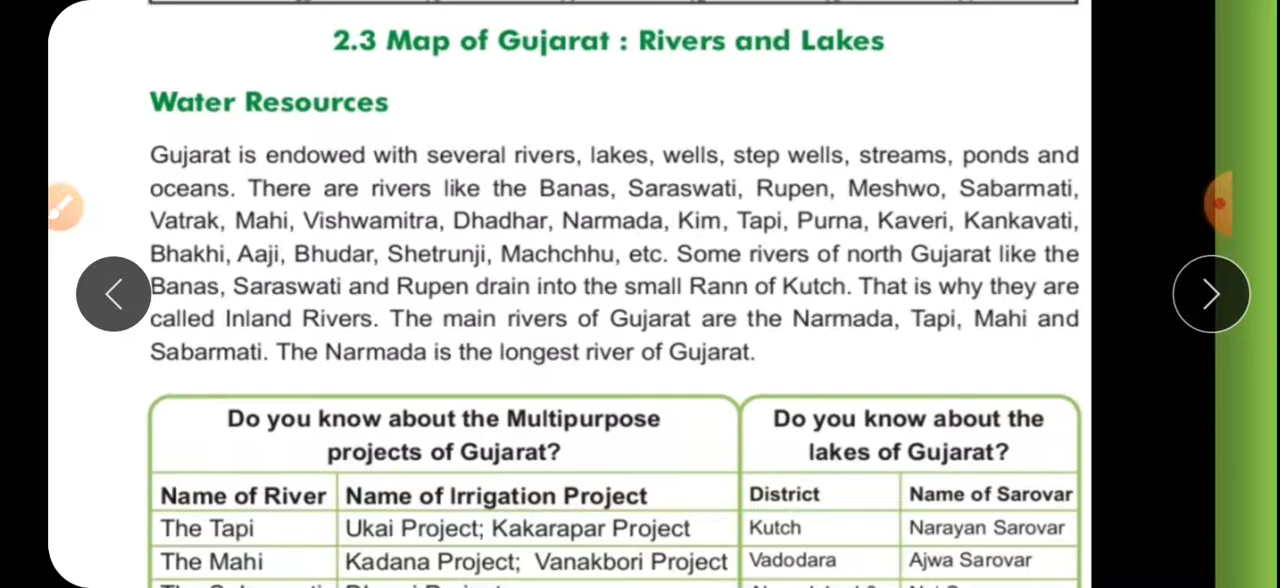 2.3 Map of Gujarat : Rivers and Lakes
Water Resources
Gujarat is endowed with several rivers, lakes, wells, step wells, streams, ponds and
oceans. There are rivers like the Banas, Saraswati, Rupen, Meshwo, Sabarmati,
Vatrak, Mahi, Vishwamitra, Dhadhar, Narmada, Kim, Tapi, Purna, Kaveri, Kankavati,
Bhakhi, Aaji, Bhudar, Shetrunji, Machchhu, etc. Some rivers of north Gujarat like the
Banas, Saraswati and Rupen drain into the small Rann of Kutch. That is why they are
called Inland Rivers. The main rivers of Gujarat are the Narmada, Tapi, Mahi and
Sabarmati. The Narmada is the longest river of Gujarat.
Do you know about the Multipurpose
projects of Gujarat?
Name of River Name of Irrigation Project
The Tapi Ukai Project; Kakarapar Project
The Mahi Kadana Project; Vanakbori Project
Do you know about the
lakes of Gujarat?
District Name of Sarovar
Kutch Narayan Sarovar
Vadodara Ajwa Sarovar